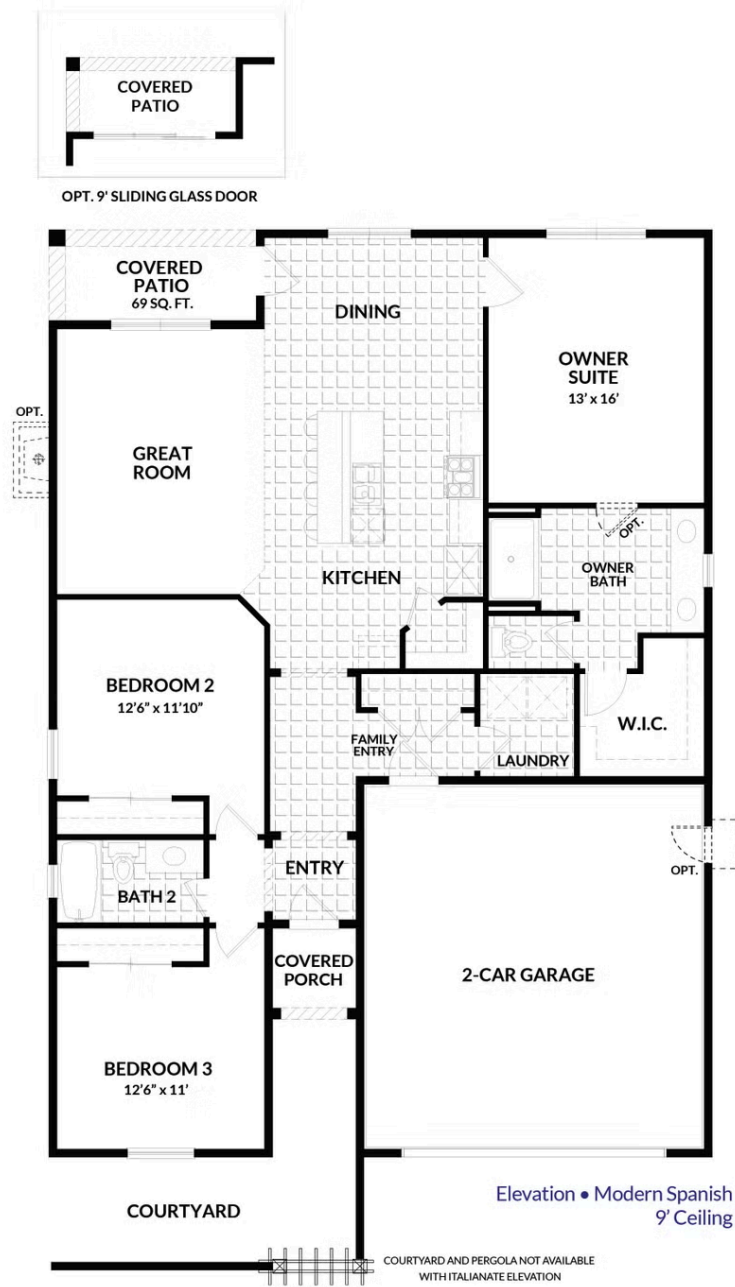 COVERED
PATIO
OPT. 9' SLIDING GLASS DOOR
COVERED
PATIO
69 SQ. FT.
DINING
OWNER
SUITE
13' x 16'
OPT.
GREAT
ROOM
OPT.
OWNER
BATH
KITCHEN
BEDROOM 2
12'6" x 11'10"
W.I.C.
FAMILY
ENTRY
LAUNDRY
ENTRY
OPT.
BATH 2
COVERED
PORCH
2-CAR GARAGE
BEDROOM 3
12'6" x 11'
Elevation • Modern Spanish
9' Ceiling
COURTYARD
COURTYARD AND PERGOLA NOT AVAILABLE
WITH ITALIANATE ELEVATION